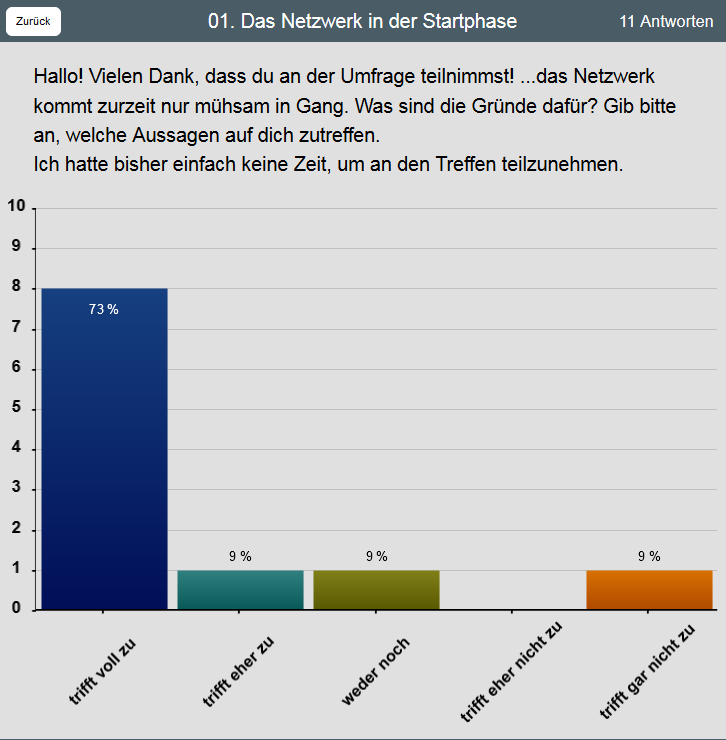 Zurück
01. Das Netzwerk in der Startphase
11 Antworten
Hallo! Vielen Dank, dass du an der Umfrage teilnimmst! ...das Netzwerk
kommt zurzeit nur mühsam in Gang. Was sind die Gründe dafür? Gib bitte
an, welche Aussagen auf dich zutreffen.
Ich hatte bisher einfach keine Zeit, um an den Treffen teilzunehmen.
10
9
8
7
6
5
4
3
2
1
0
73 %
9 %
9 %
9 %
trifft voll zu
trifft eher zu
weder noch
trifft eher nicht zu
trifft gar nicht zu